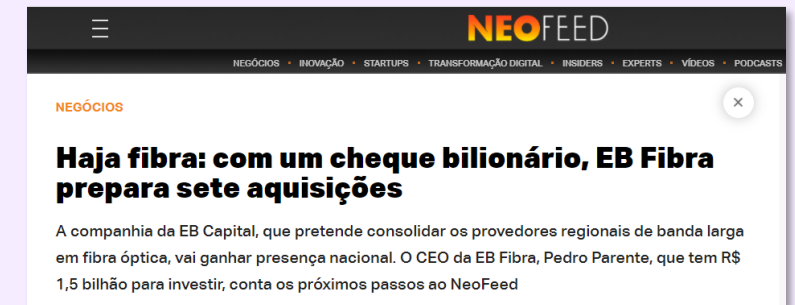 NEOFEED
NEGÓCIOS • INOVAÇÃO • STARTUPS • TRANSFORMAÇÃO DIGITAL • INSIDERS • EXPERTS • VÍDEOS • PODCASTS
NEGÓCIOS
Haja fibra: com um cheque bilionário, EB Fibra
prepara sete aquisições
A companhia da EB Capital, que pretende consolidar os provedores regionais de banda larga
em fibra óptica, vai ganhar presença nacional. O CEO da EB Fibra, Pedro Parente, que tem R$
1,5 bilhão para investir, conta os próximos passos ao NeoFeed